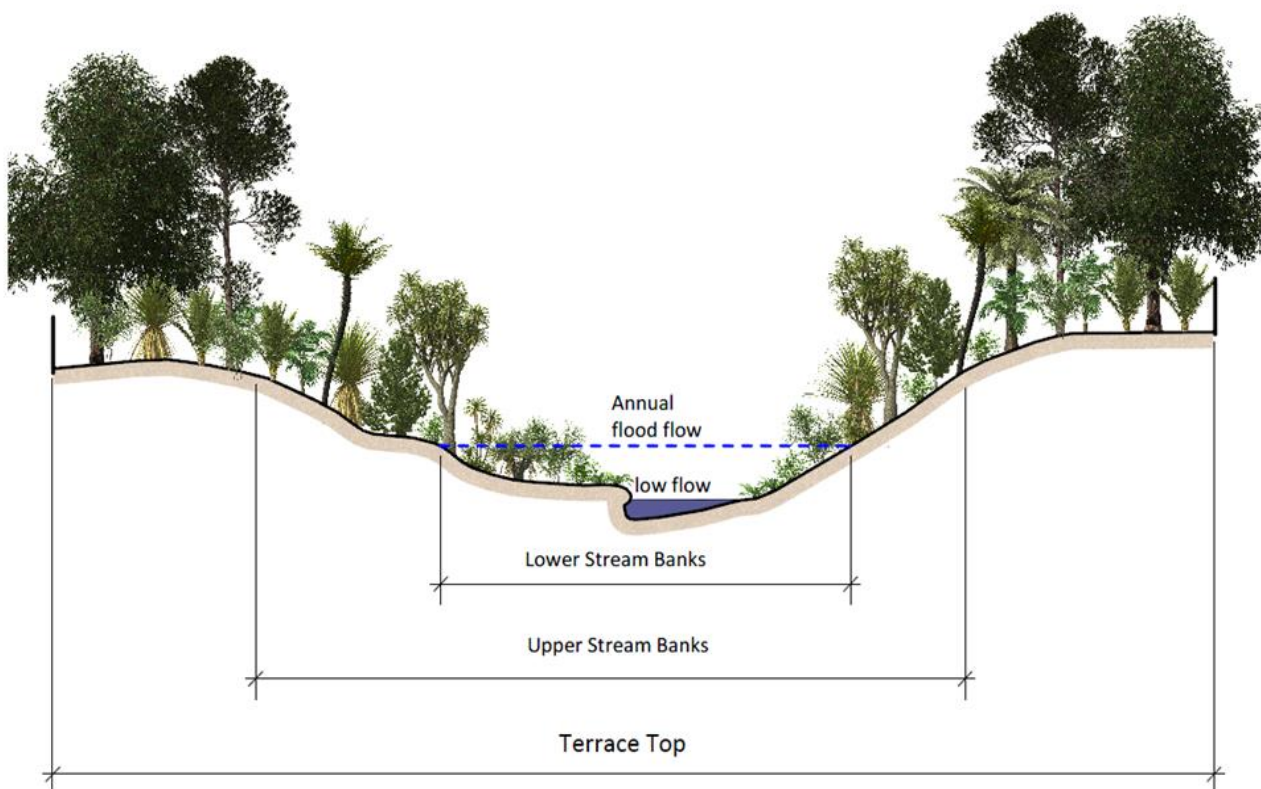 Annual
flood flow
low flow
Lower Stream Banks
Upper Stream Banks
Terrace Top